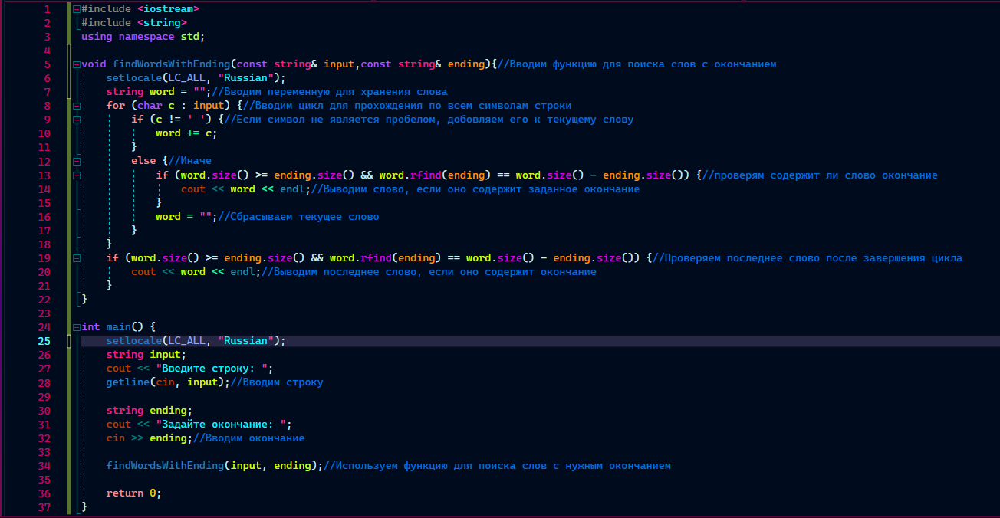 1 #include <iostream>
2 #include <string>
3 using namespace std;
4
5 void findWordsWithEnding(const string& input,const string& ending){//Вводим функцию для поиска слов с окончанием
6 setlocale(LC_ALL, "Russian");
7 string word = "";//Вводим переменную для хранения слова
8 for (char c : input) {//Вводим цикл для прохождения по всем символам строки
9 if (c != ' ') {//Если символ не является пробелом, добовляем его к текущему слову
10 word += c;
11 }
12 else {//Иначе
13 if (word.size() >= ending.size() && word.rfind(ending) == word.size() - ending.size()) {//проверям содержит ли слово окончание
14 cout << word << endl;//Выводим слово, если оно содержит заданное окончание
15 }
16 word = "";//Сбрасываем текущее слово
17 }
18 }
19 if (word.size() >= ending.size() && word.rfind(ending) == word.size() - ending.size()) {//Проверяем последнее слово после завершения цикла
20 cout << word << endl;//Выводим последнее слово, если оно содержит окончание
21 }
22 }
23
24 int main() {
25 setlocale(LC_ALL, "Russian");
26 string input;
27 cout << "Введите строку: ";
28 getline(cin, input);//Вводим строку
29
30 string ending;
31 cout << "Задайте окончание: ";
32 cin >> ending;//Вводим окончание
33
34 findWordsWithEnding(input, ending);//Используем функцию для поиска слов с нужным окончанием
35
36 return 0;
37 }